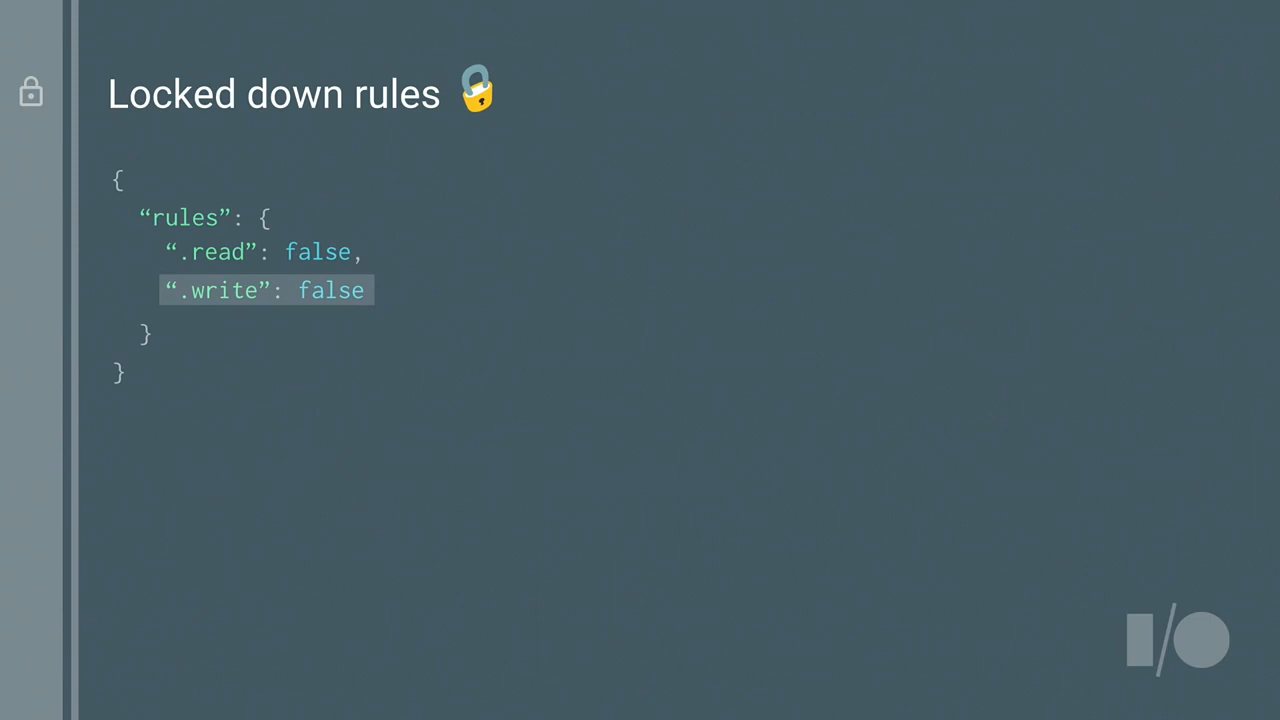 Locked down rules 🔒
{
“rules”: {
“.read”: false,
“.write”: false
}
}
I/O